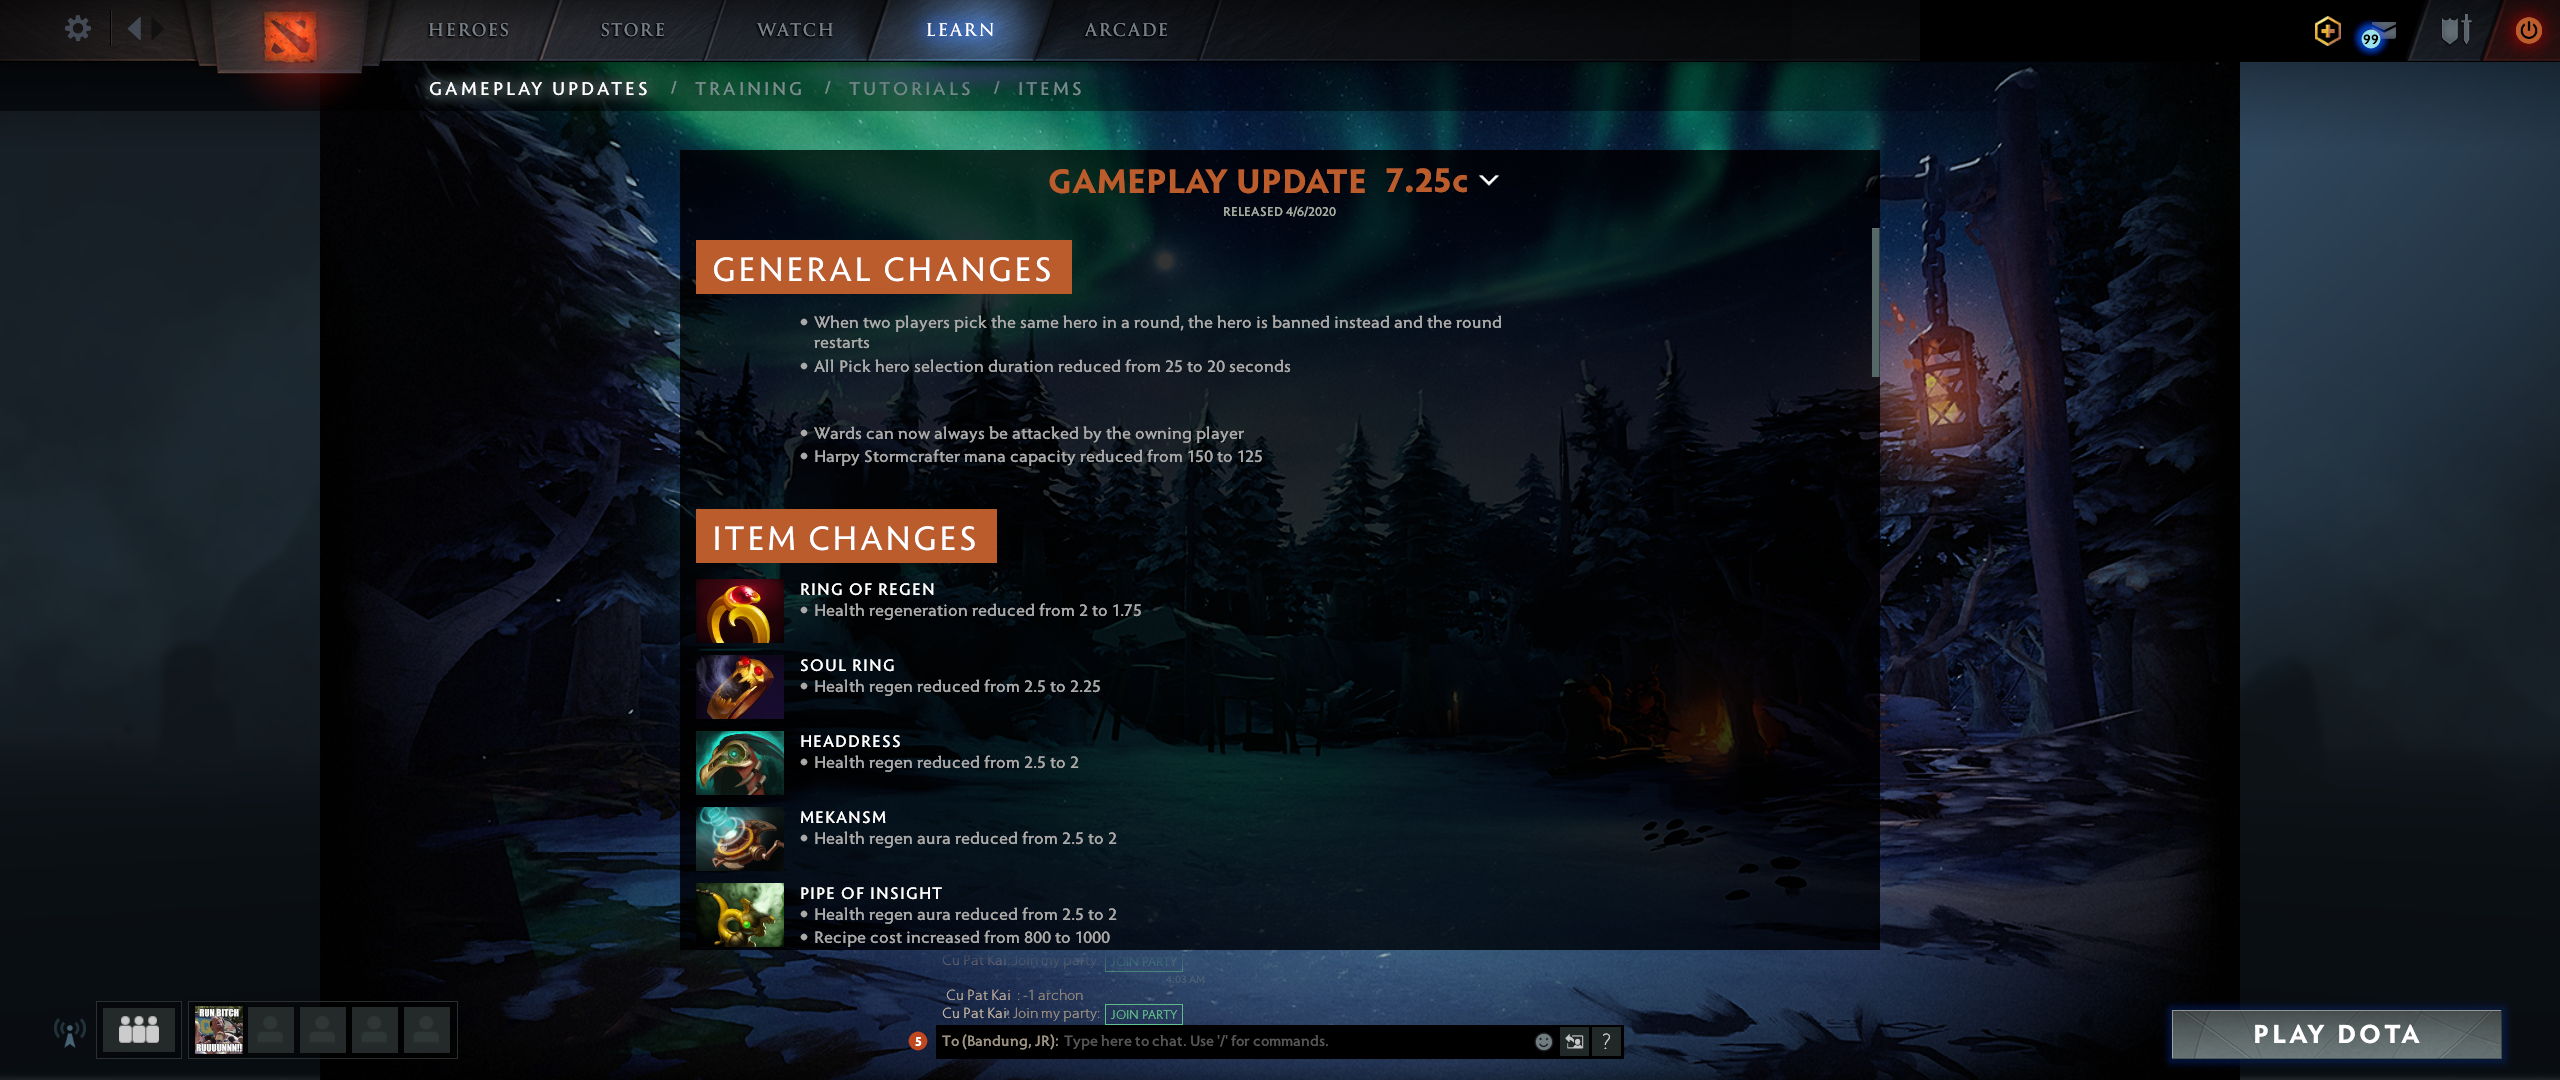 HEROES
STORE
WATCH
LEARN
ARCADE
99
GAMEPLAY UPDATES / TRAINING / TUTORIALS / ITEMS
GAMEPLAY UPDATE 7.25c
RELEASED 4/6/2020
GENERAL CHANGES
• When two players pick the same hero in a round, the hero is banned instead and the round
restarts
• All Pick hero selection duration reduced from 25 to 20 seconds
• Wards can now always be attacked by the owning player
• Harpy Stormcrafter mana capacity reduced from 150 to 125
ITEM CHANGES
RING OF REGEN
• Health regeneration reduced from 2 to 1.75
SOUL RING
• Health regen reduced from 2.5 to 2.25
HEADDRESS
• Health regen reduced from 2.5 to 2
MEKANSM
• Health regen aura reduced from 2.5 to 2
PIPE OF INSIGHT
• Health regen aura reduced from 2.5 to 2
• Recipe cost increased from 800 to 1000
Cu Pat Kai: Join my party: JOIN PARTY
4:03 AM
Cu Pat Kai : -1 archon
Cu Pat Kai: Join my party: JOIN PARTY
RUN BITCH
RUUUUNNN!!
5
To (Bandung, JR): Type here to chat. Use '/' for commands.
?
PLAY DOTA